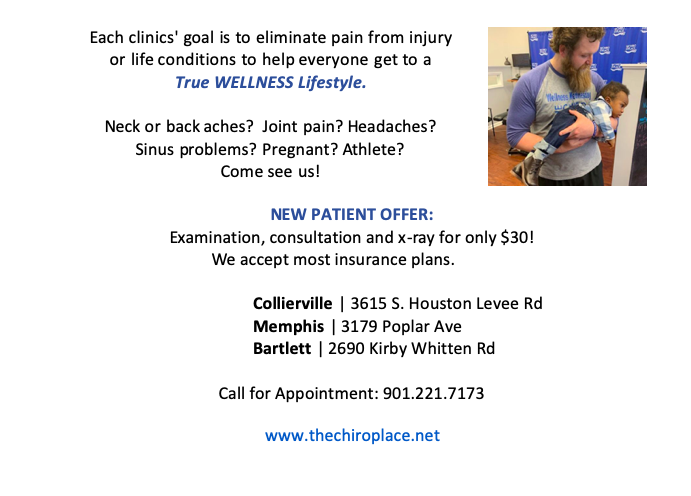 Each clinics' goal is to eliminate pain from injury
or life conditions to help everyone get to a
True WELLNESS Lifestyle.
Neck or back aches? Joint pain? Headaches?
Sinus problems? Pregnant? Athlete?
Come see us!
NEW PATIENT OFFER:
Examination, consultation and x-ray for only $30!
We accept most insurance plans.
Collierville | 3615 S. Houston Levee Rd
Memphis | 3179 Poplar Ave
Bartlett | 2690 Kirby Whitten Rd
Call for Appointment: 901.221.7173
www.thechiroplace.net